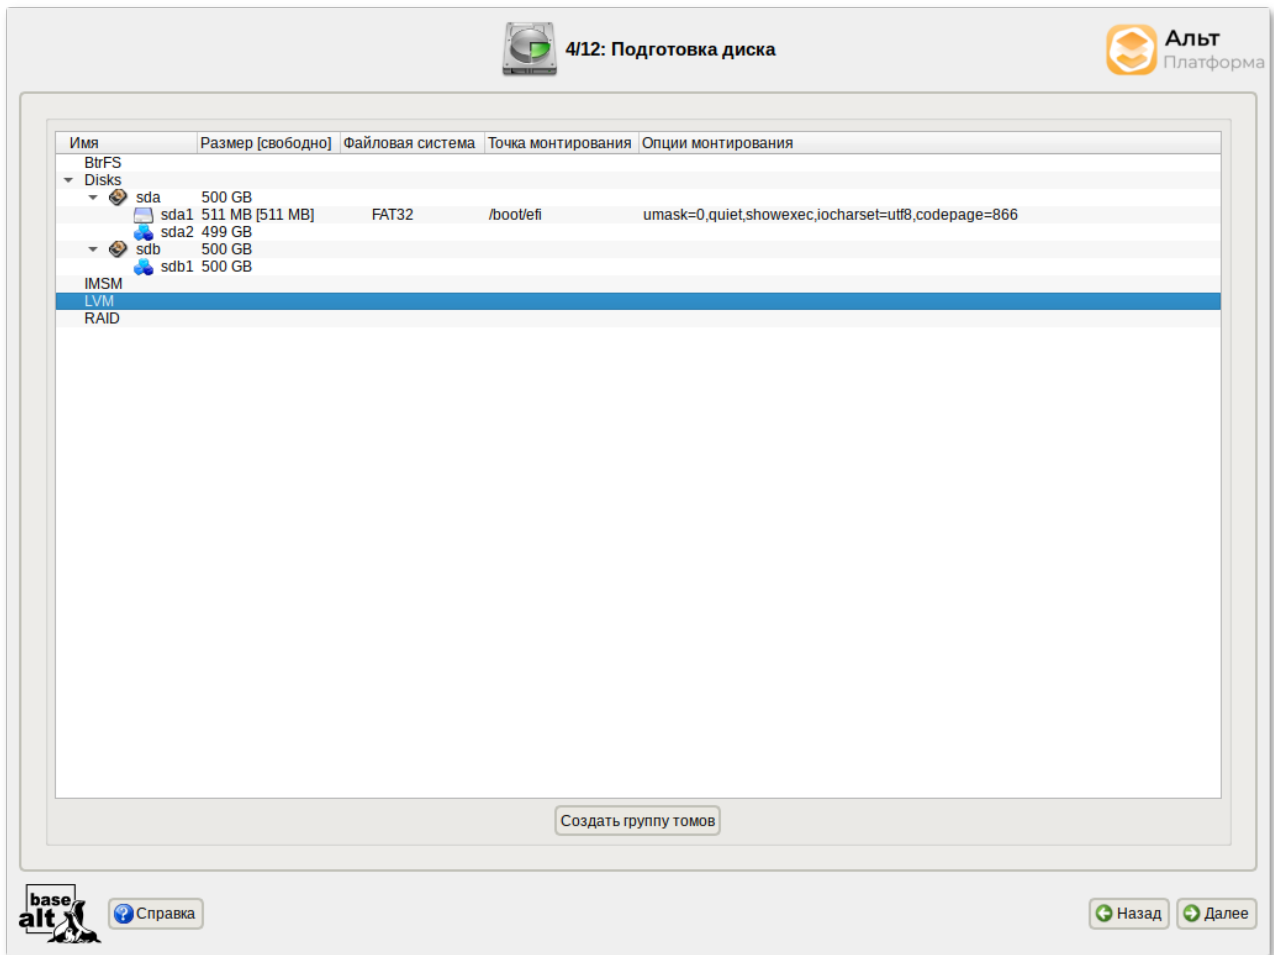 4/12: Подготовка диска
Альт
Платформа
Имя Размер [свободно] Файловая система Точка монтирования Опции монтирования
BtrFS
Disks
sda 500 GB
sda1 511 MB [511 MB] FAT32 /boot/efi umask=0,quiet,showexec,iocharset=utf8,codepage=866
sda2 499 GB
sdb 500 GB
sdb1 500 GB
IMSM
LVM
RAID
Создать группу томов
base
alt
Справка
Назад Далее